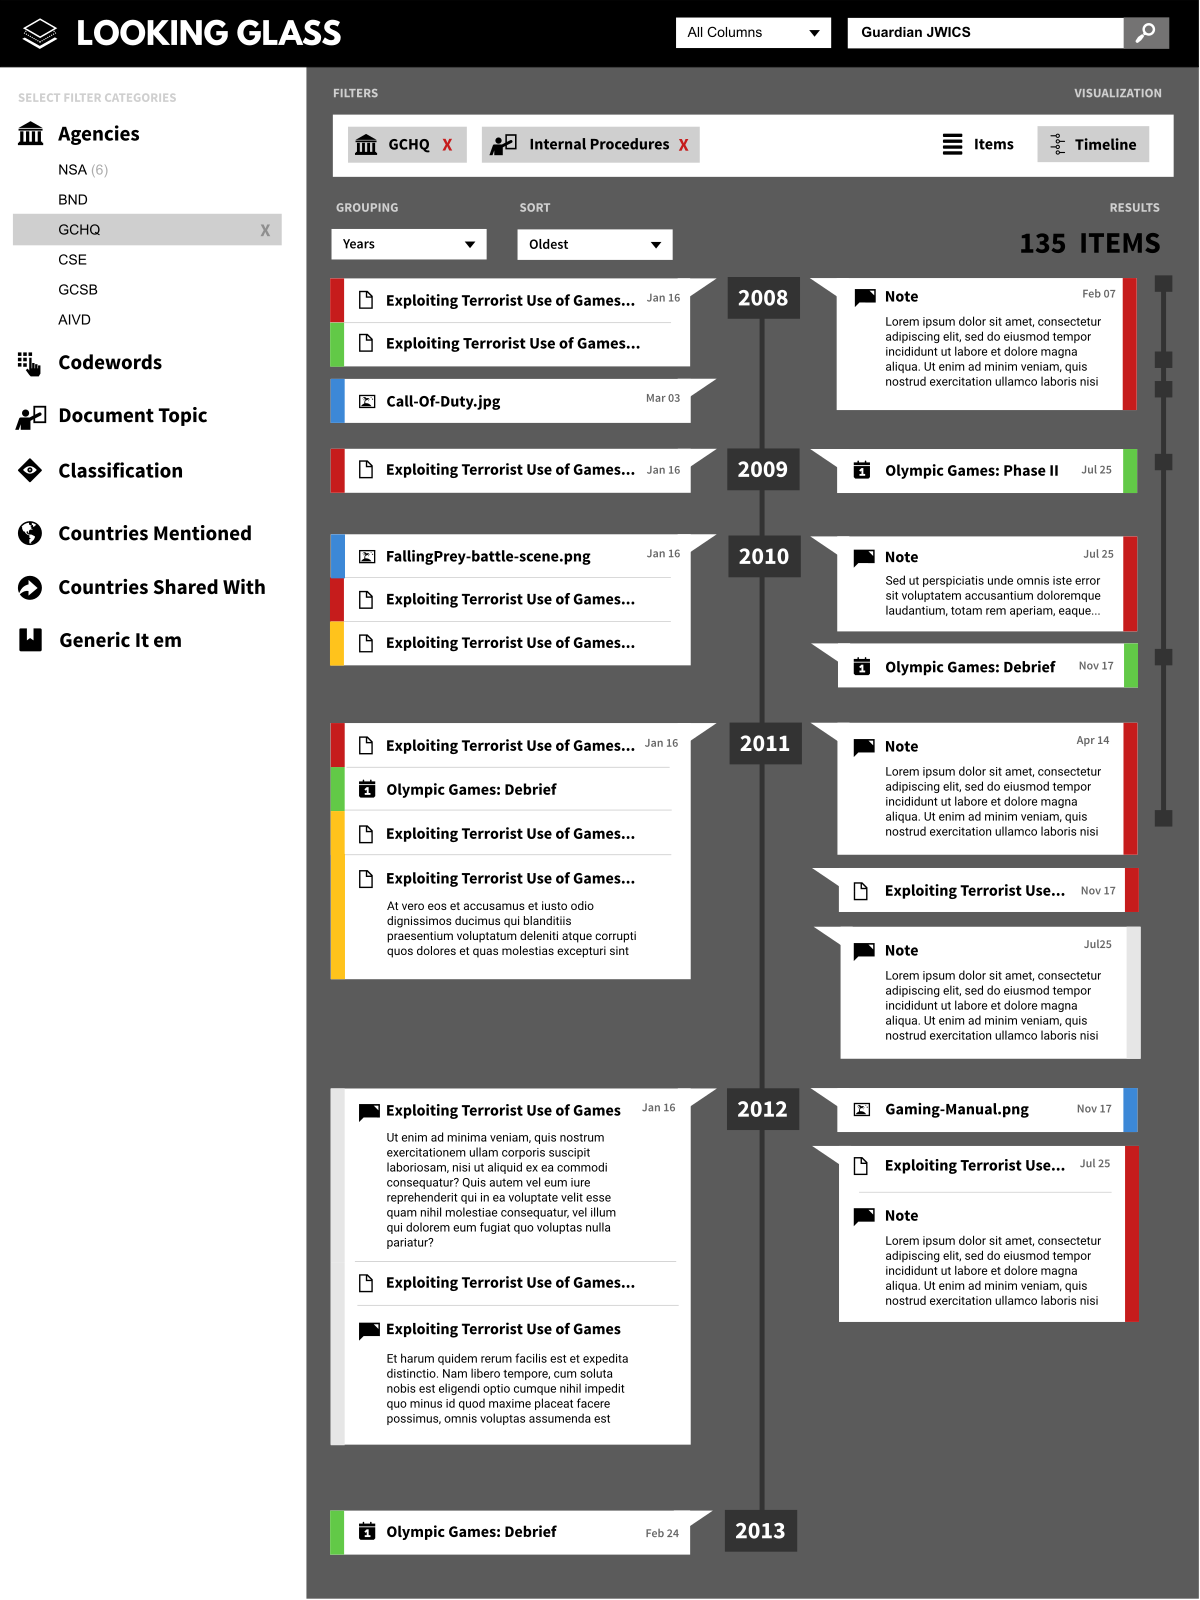 LOOKING GLASS
All Columns
Guardian JWICS
SELECT FILTER CATEGORIES
Agencies
NSA (6)
BND
GCHQ X
CSE
GCSB
AIVD
Codewords
Document Topic
Classification
Countries Mentioned
Countries Shared With
Generic It em
FILTERS
VISUALIZATION
GCHQ X
Internal Procedures X
Items
Timeline
GROUPING
SORT
RESULTS
Years
Oldest
135 ITEMS
2008
Exploiting Terrorist Use of Games... Jan 16
Exploiting Terrorist Use of Games...
Call-Of-Duty.jpg Mar 03
Note Feb 07
Lorem ipsum dolor sit amet, consectetur
adipiscing elit, sed do eiusmod tempor
incididunt ut labore et dolore magna
aliqua. Ut enim ad minim veniam, quis
nostrud exercitation ullamco laboris nisi
2009
Exploiting Terrorist Use of Games... Jan 16
Olympic Games: Phase II Jul 25
2010
FallingPrey-battle-scene.png Jan 16
Exploiting Terrorist Use of Games...
Exploiting Terrorist Use of Games...
Note Jul 25
Sed ut perspiciatis unde omnis iste error
sit voluptatem accusantium doloremque
laudantium, totam rem aperiam, eaque...
Olympic Games: Debrief Nov 17
2011
Exploiting Terrorist Use of Games... Jan 16
Olympic Games: Debrief
Exploiting Terrorist Use of Games...
Exploiting Terrorist Use of Games...
At vero eos et accusamus et iusto odio
dignissimos ducimus qui blanditiis
praesentium voluptatum deleniti atque corrupti
quos dolores et quas molestias excepturi sint
Note Apr 14
Lorem ipsum dolor sit amet, consectetur
adipiscing elit, sed do eiusmod tempor
incididunt ut labore et dolore magna
aliqua. Ut enim ad minim veniam, quis
nostrud exercitation ullamco laboris nisi
Exploiting Terrorist Use... Nov 17
Note Jul25
Lorem ipsum dolor sit amet, consectetur
adipiscing elit, sed do eiusmod tempor
incididunt ut labore et dolore magna
aliqua. Ut enim ad minim veniam, quis
nostrud exercitation ullamco laboris nisi
2012
Exploiting Terrorist Use of Games Jan 16
Ut enim ad minima veniam, quis nostrum
exercitationem ullam corporis suscipit
laboriosam, nisi ut aliquid ex ea commodi
consequatur? Quis autem vel eum iure
reprehenderit qui in ea voluptate velit esse
quam nihil molestiae consequatur, vel illum
qui dolorem eum fugiat quo voluptas nulla
pariatur?
Exploiting Terrorist Use of Games...
Exploiting Terrorist Use of Games
Et harum quidem rerum facilis est et expedita
distinctio. Nam libero tempore, cum soluta
nobis est eligendi optio cumque nihil impedit
quo minus id quod maxime placeat facere
possimus, omnis voluptas assumenda est
Gaming-Manual.png Nov 17
Exploiting Terrorist Use... Jul 25
Note
Lorem ipsum dolor sit amet, consectetur
adipiscing elit, sed do eiusmod tempor
incididunt ut labore et dolore magna
aliqua. Ut enim ad minim veniam, quis
nostrud exercitation ullamco laboris nisi
2013
Olympic Games: Debrief Feb 24